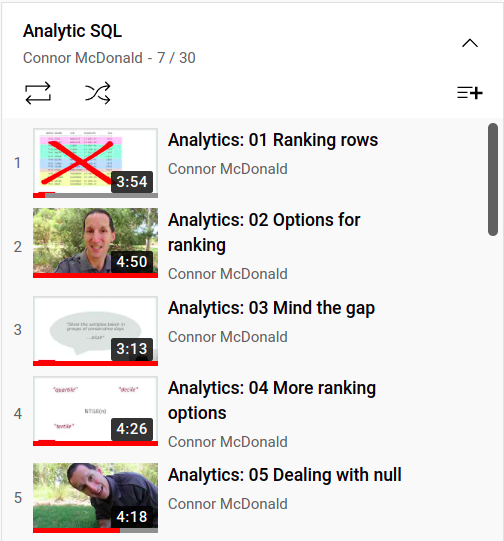 Analytic SQL
Connor McDonald - 7 / 30
1
3:54
Analytics: 01 Ranking rows
Connor McDonald
2
4:50
Analytics: 02 Options for
ranking
Connor McDonald
3
3:13
Analytics: 03 Mind the gap
Connor McDonald
4
"quartile"
"decile"
NTILE(n)
"tertile"
4:26
Analytics: 04 More ranking
options
Connor McDonald
5
4:18
Analytics: 05 Dealing with null
Connor McDonald